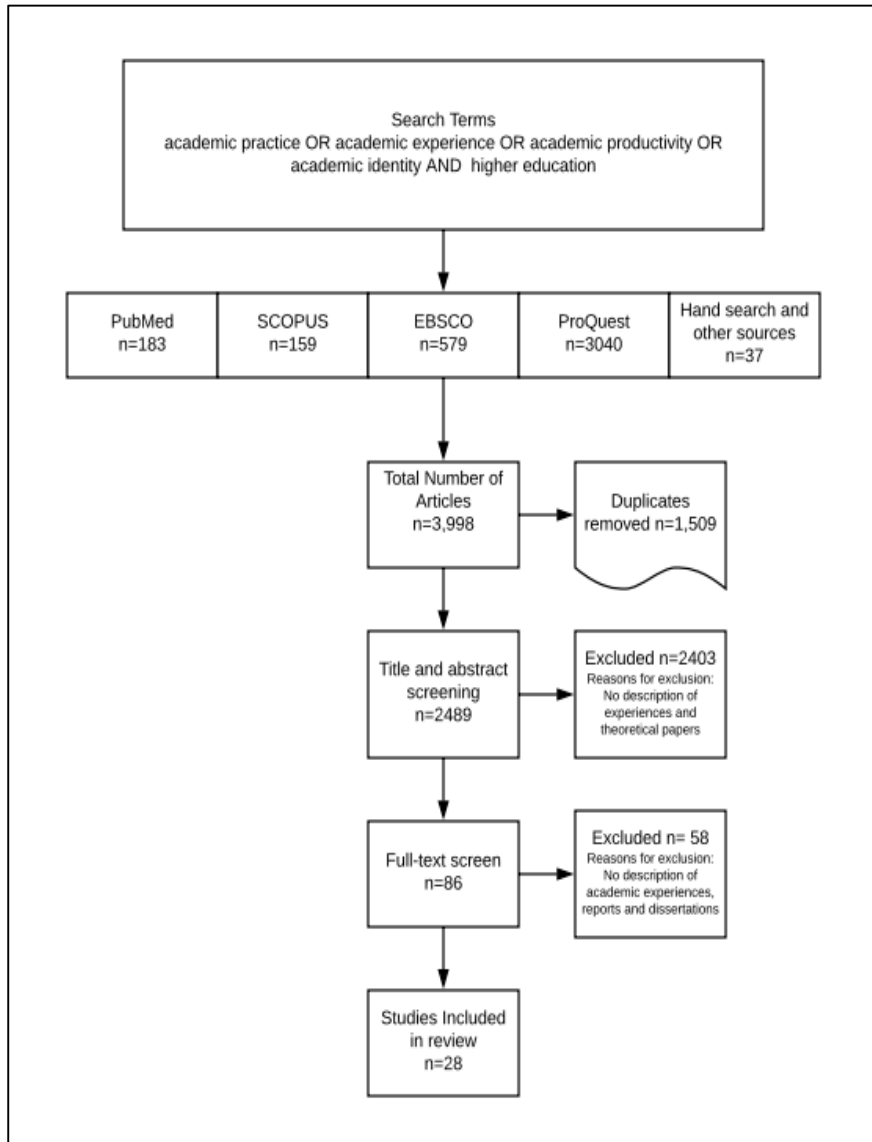 Search Terms
academic practice OR academic experience OR academic productivity OR
academic identity AND higher education
PubMed
n=183
SCOPUS
n=159
EBSCO
n=579
ProQuest
n=3040
Hand search and
other sources
n=37
Total Number of
Articles
n=3,998
Duplicates
removed n=1,509
Title and abstract
screening
n=2489
Excluded n=2403
Reasons for exclusion:
No description of
experiences and
theoretical papers
Full-text screen
n=86
Excluded n= 58
Reasons for exclusion:
No description of
academic experiences,
reports and dissertations
Studies Included
in review
n=28